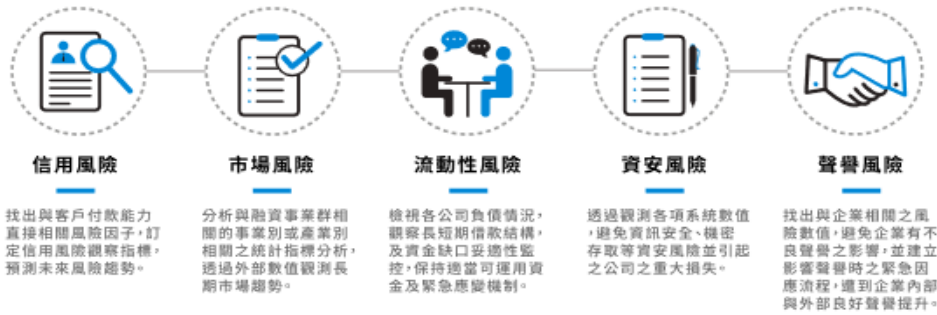 信用風險
找出與客戶付款能力
直接相關風險因子,訂
定信用風險觀察指標,
預測未來風險趨勢。
市場風險
分析與融資事業群相
關的事業別或產業別
相關之統計指標分析,
透過外部數值觀測長
期市場趨勢。
流動性風險
檢視各公司負債情況,
觀察長短期借款結構,
及資金缺口妥適性監
控,保持適當可運用資
金及緊急應變機制。
資安風險
透過觀測各項系統數值
,避免資訊安全、機密
存取等資安風險並引起
之公司之重大損失。
聲譽風險
找出與企業相關之風
險數值,避免企業有不
良聲譽之影響,並建立
影響聲譽時之緊急因
應流程,達到企業內部
與外部良好聲譽提升。